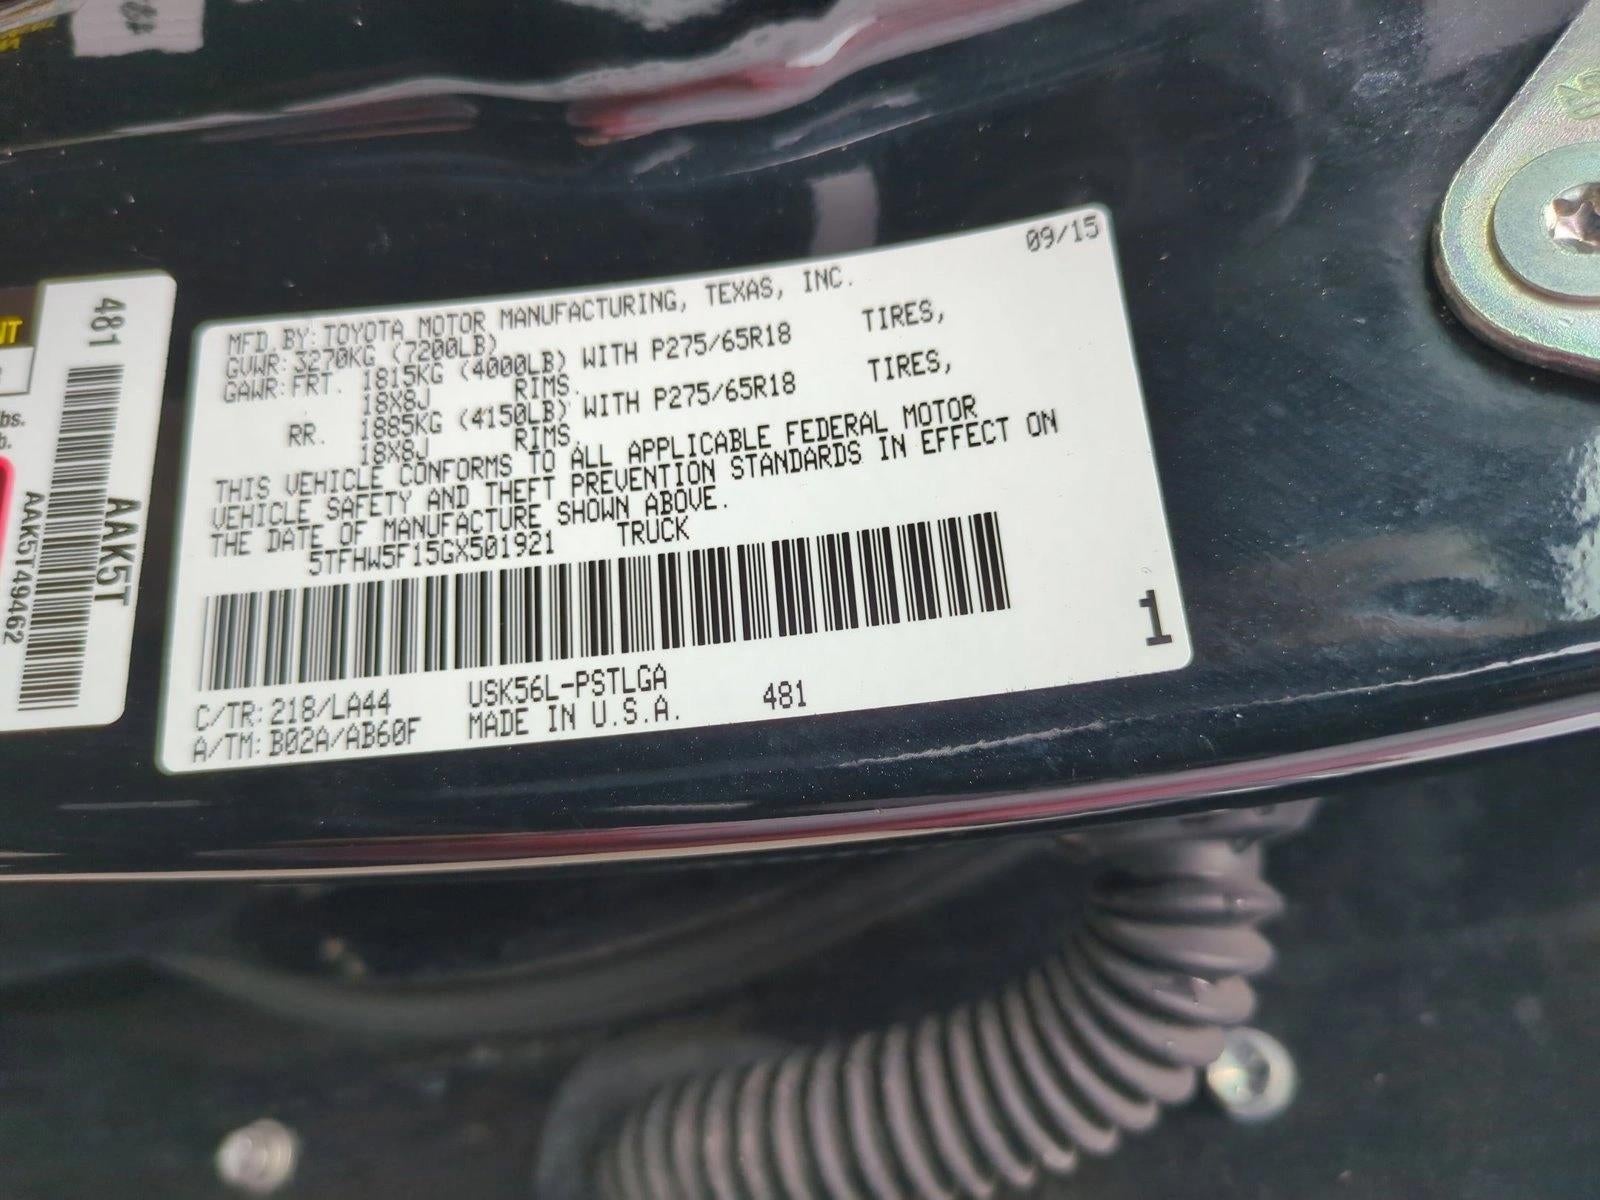 09/15
MFD. BY: TOYOTA MOTOR MANUFACTURING, TEXAS, INC.
GVWR: 3270KG (7200LB)
GAWR: FRT. 1815KG (4000LB) WITH P275/65R18 TIRES,
18X8J RIMS.
RR. 1885KG (4150LB) WITH P275/65R18 TIRES,
18X8J RIMS.
THIS VEHICLE CONFORMS TO ALL APPLICABLE FEDERAL MOTOR
VEHICLE SAFETY AND THEFT PREVENTION STANDARDS IN EFFECT ON
THE DATE OF MANUFACTURE SHOWN ABOVE.
5TFHW5F15GX501921 TRUCK
1
C/TR: 218/LA44 USK56L-PSTLGA
A/TM: B02A/AB60F MADE IN U.S.A. 481
481
AAK5T
AAK5T49462
lbs.